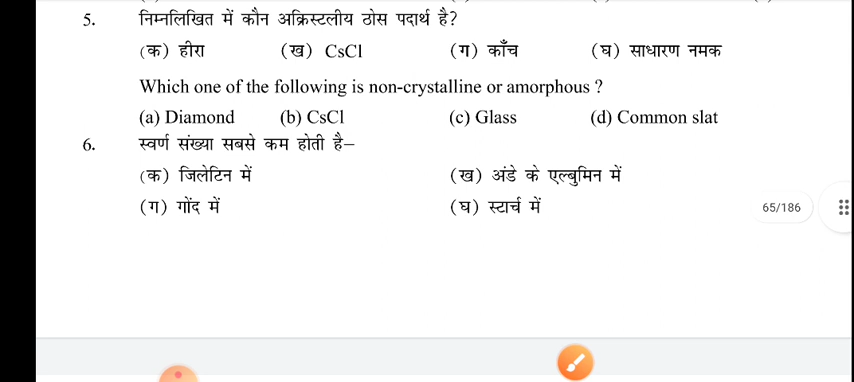 5. निम्नलिखित में कौन अक्रिस्टलीय ठोस पदार्थ है?
(क) हीरा (ख) CsCl (ग) काँच (घ) साधारण नमक
Which one of the following is non-crystalline or amorphous ?
(a) Diamond (b) CsCl (c) Glass (d) Common slat
6. स्वर्ण संख्या सबसे कम होती है–
(क) जिलेटिन में (ख) अंडे के एल्बुमिन में
(ग) गोंद में (घ) स्टार्च में
65/186